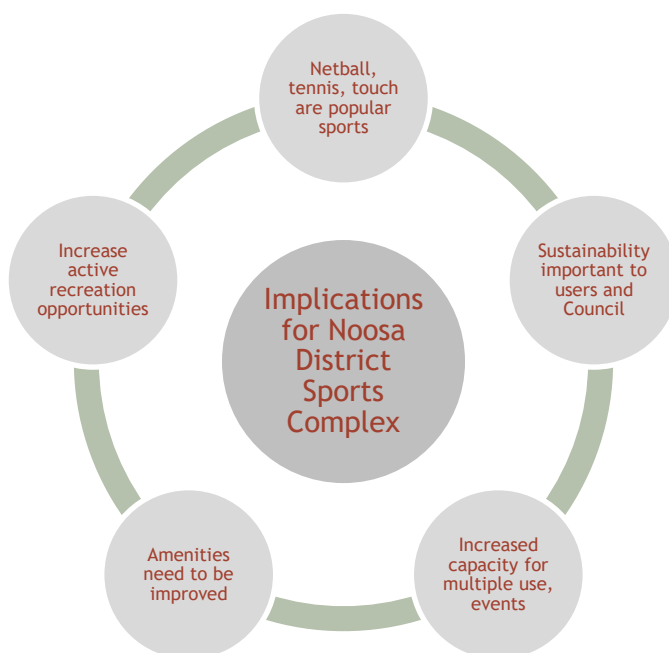 Netball,
tennis, touch
are popular
sports
Sustainability
important to
users and
Council
Increased
capacity for
multiple use,
events
Amenities
need to be
improved
Increase
active
recreation
opportunities
Implications
for Noosa
District
Sports
Complex